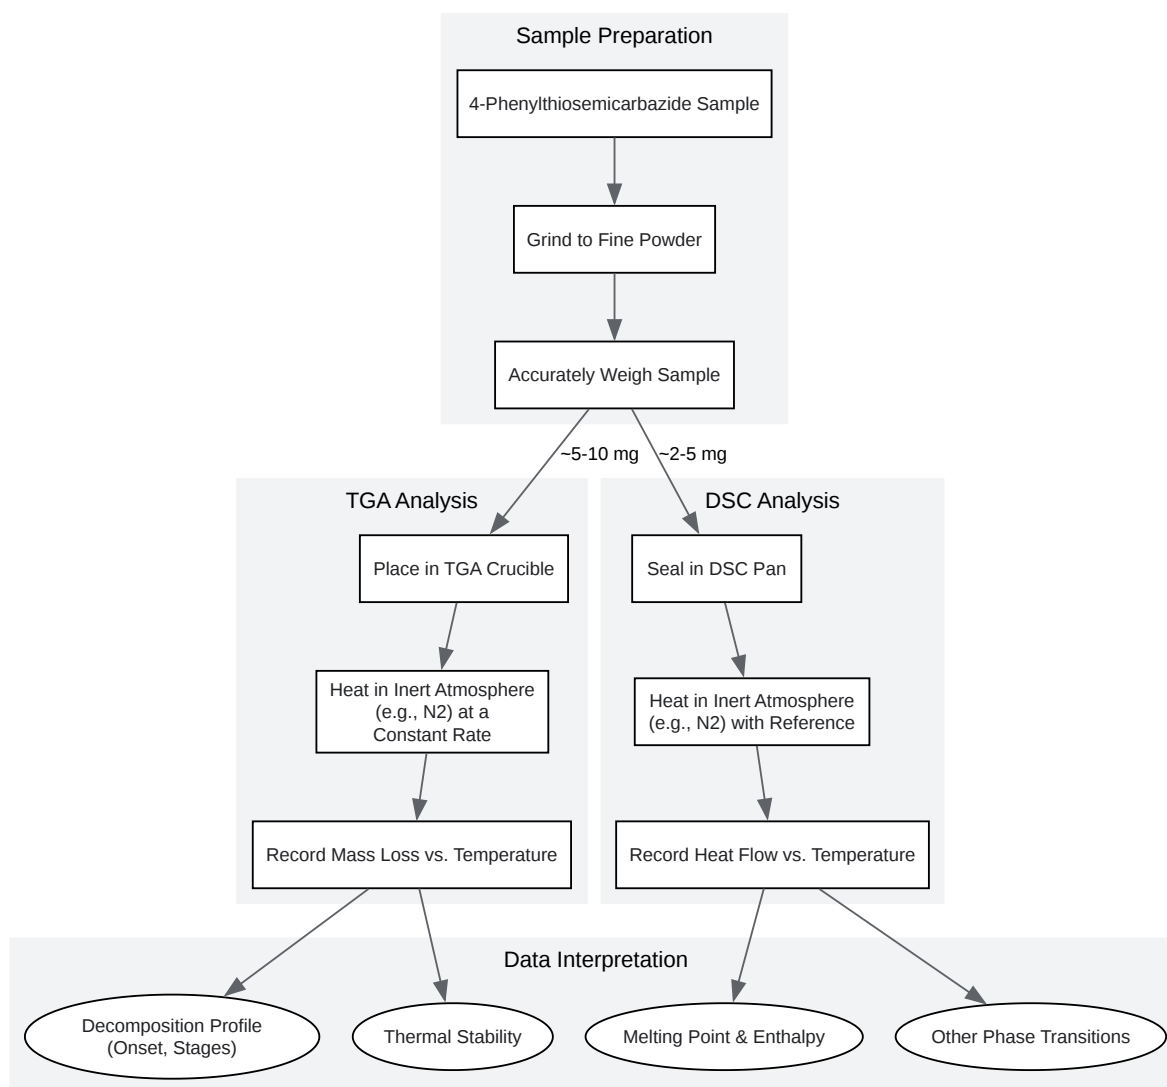 Sample Preparation
4-Phenylthiosemicarbazide Sample
Grind to Fine Powder
Accurately Weigh Sample
~5-10 mg
~2-5 mg
TGA Analysis
Place in TGA Crucible
Heat in Inert Atmosphere
(e.g., N2) at a
Constant Rate
Record Mass Loss vs. Temperature
DSC Analysis
Seal in DSC Pan
Heat in Inert Atmosphere
(e.g., N2) with Reference
Record Heat Flow vs. Temperature
Data Interpretation
Decomposition Profile
(Onset, Stages)
Thermal Stability
Melting Point & Enthalpy
Other Phase Transitions